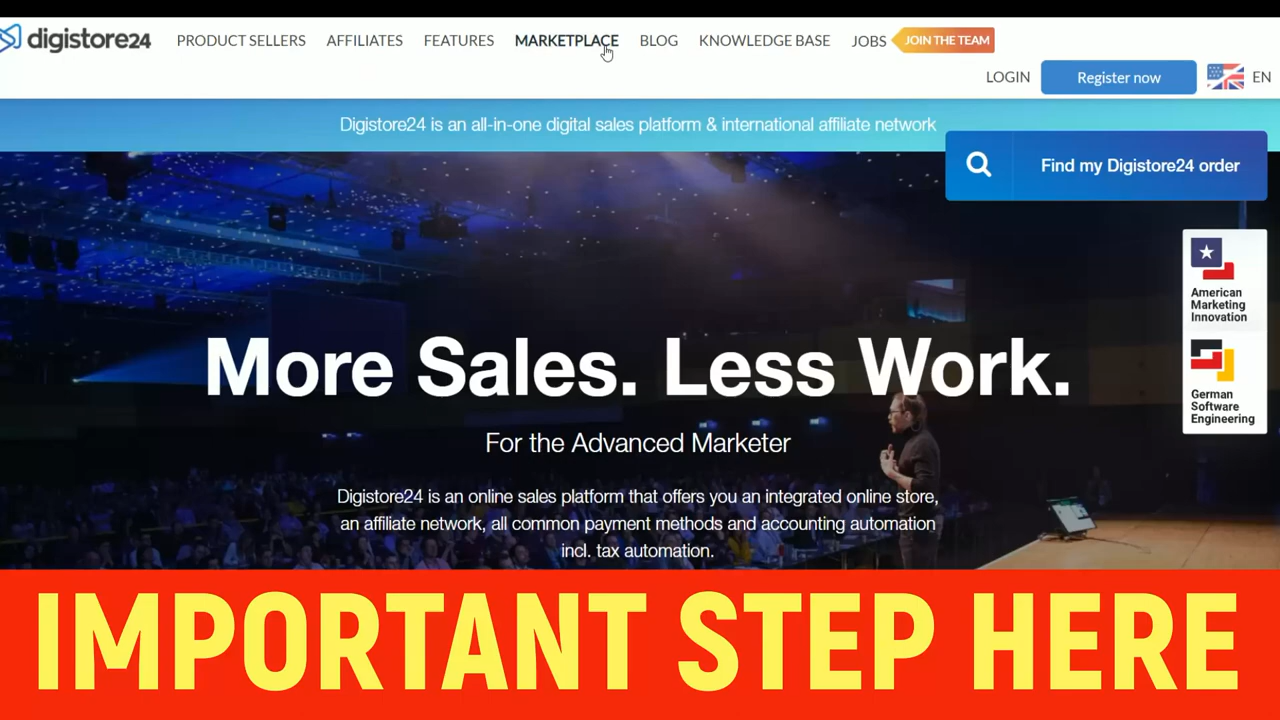 digistore24
PRODUCT SELLERS AFFILIATES FEATURES MARKETPLACE BLOG KNOWLEDGE BASE JOBS JOIN THE TEAM
LOGIN Register now EN
Digistore24 is an all-in-one digital sales platform & international affiliate network
Find my Digistore24 order
American
Marketing
Innovation
German
Software
Engineering
More Sales. Less Work.
For the Advanced Marketer
Digistore24 is an online sales platform that offers you an integrated online store,
an affiliate network, all common payment methods and accounting automation
incl. tax automation.
IMPORTANT STEP HERE